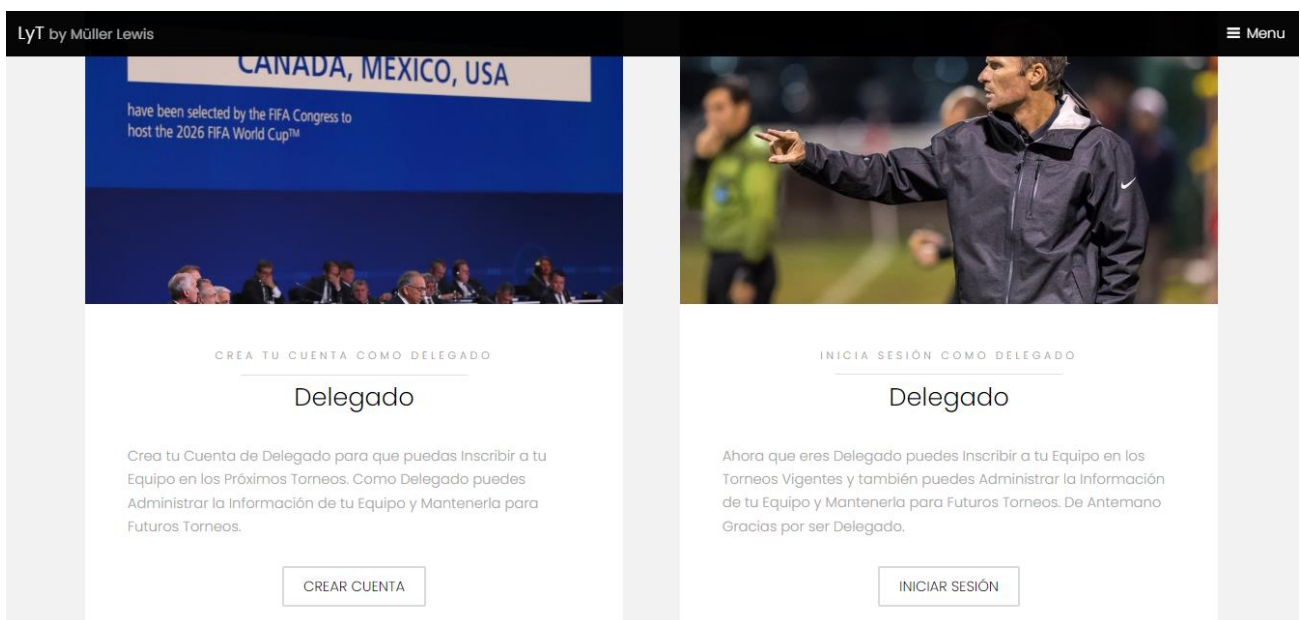 LyT by Müller Lewis
Menu
CANADA, MEXICO, USA
have been selected by the FIFA Congress to
host the 2026 FIFA World Cup™
CREA TU CUENTA COMO DELEGADO
Delegado
Crea tu Cuenta de Delegado para que puedas Inscribir a tu
Equipo en los Próximos Torneos. Como Delegado puedes
Administrar la Información de tu Equipo y Mantenerla para
Futuros Torneos.
CREAR CUENTA
INICIA SESIÓN COMO DELEGADO
Delegado
Ahora que eres Delegado puedes Inscribir a tu Equipo en los
Torneos Vigentes y también puedes Administrar la Información
de tu Equipo y Mantenerla para Futuros Torneos. De Antemano
Gracias por ser Delegado.
INICIAR SESIÓN